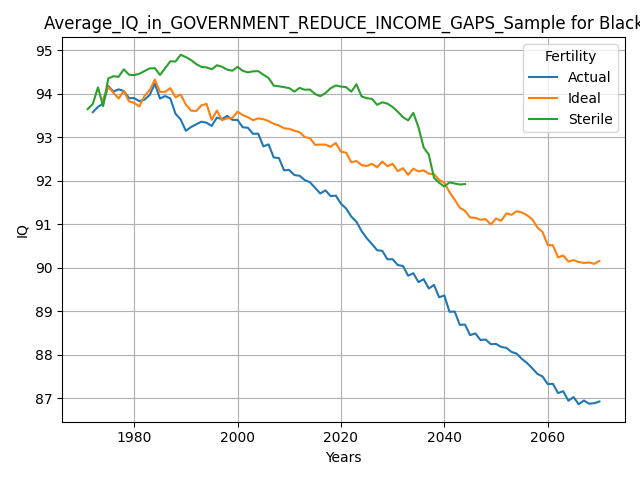 Average_IQ_in_GOVERNMENT_REDUCE_INCOME_GAPS_Sample for Black
Fertility
Actual
Ideal
Sterile
95
94
93
92
91
90
89
88
87
IQ
1980
2000
2020
2040
2060
Years